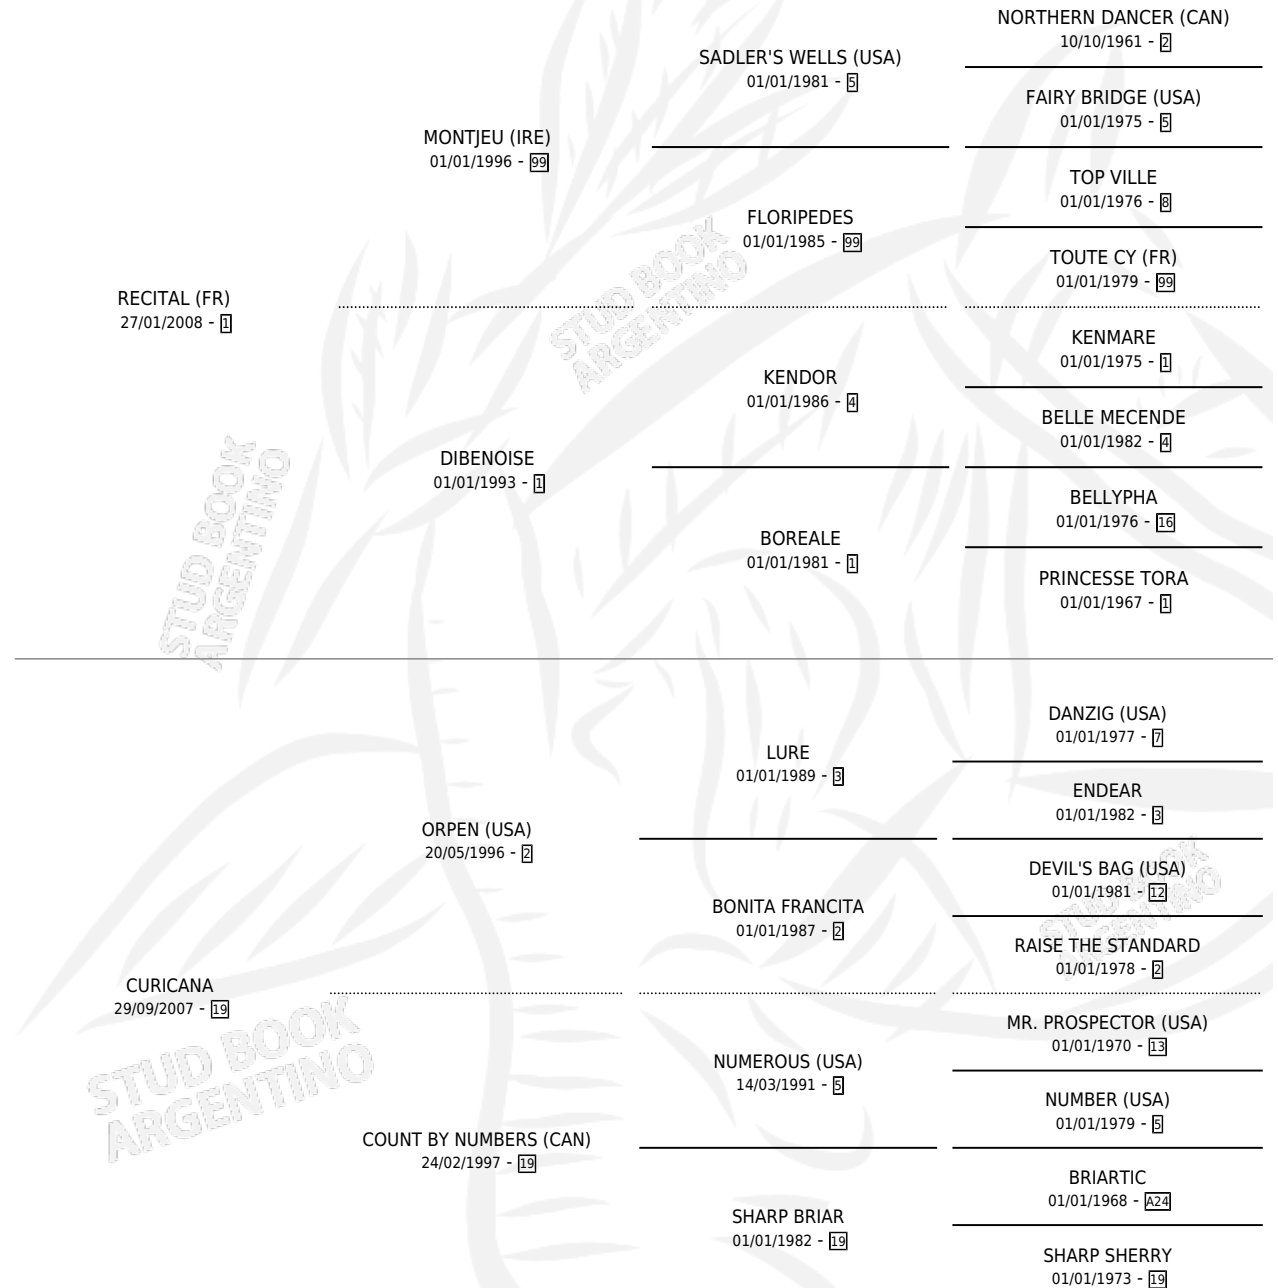 NORTHERN DANCER (CAN)
10/10/1961 - 2
SADLER'S WELLS (USA)
01/01/1981 - 5
FAIRY BRIDGE (USA)
01/01/1975 - 5
MONTJEU (IRE)
01/01/1996 - 99
TOP VILLE
01/01/1976 - 8
FLORIPEDES
01/01/1985 - 99
TOUTE CY (FR)
01/01/1979 - 99
RECITAL (FR)
27/01/2008 - 1
KENMARE
01/01/1975 - 1
KENDOR
01/01/1986 - 4
BELLE MECENDE
01/01/1982 - 4
DIBENOISE
01/01/1993 - 1
BELLYPHA
01/01/1976 - 16
BOREALE
01/01/1981 - 1
PRINCESSE TORA
01/01/1967 - 1
DANZIG (USA)
01/01/1977 - 7
LURE
01/01/1989 - 3
ENDEAR
01/01/1982 - 3
ORPEN (USA)
20/05/1996 - 2
DEVIL'S BAG (USA)
01/01/1981 - 12
BONITA FRANCITA
01/01/1987 - 2
RAISE THE STANDARD
01/01/1978 - 2
CURICANA
29/09/2007 - 19
MR. PROSPECTOR (USA)
01/01/1970 - 13
NUMEROUS (USA)
14/03/1991 - 5
NUMBER (USA)
01/01/1979 - 5
COUNT BY NUMBERS (CAN)
24/02/1997 - 19
BRIARTIC
01/01/1968 - A24
SHARP BRIAR
01/01/1982 - 19
SHARP SHERRY
01/01/1973 - 19
STUD BOOK
ARGENTINO
STUD BOOK
ARGENTINO
STUD BOOK
ARGENTINO
STUD BOOK
ARGENTINO